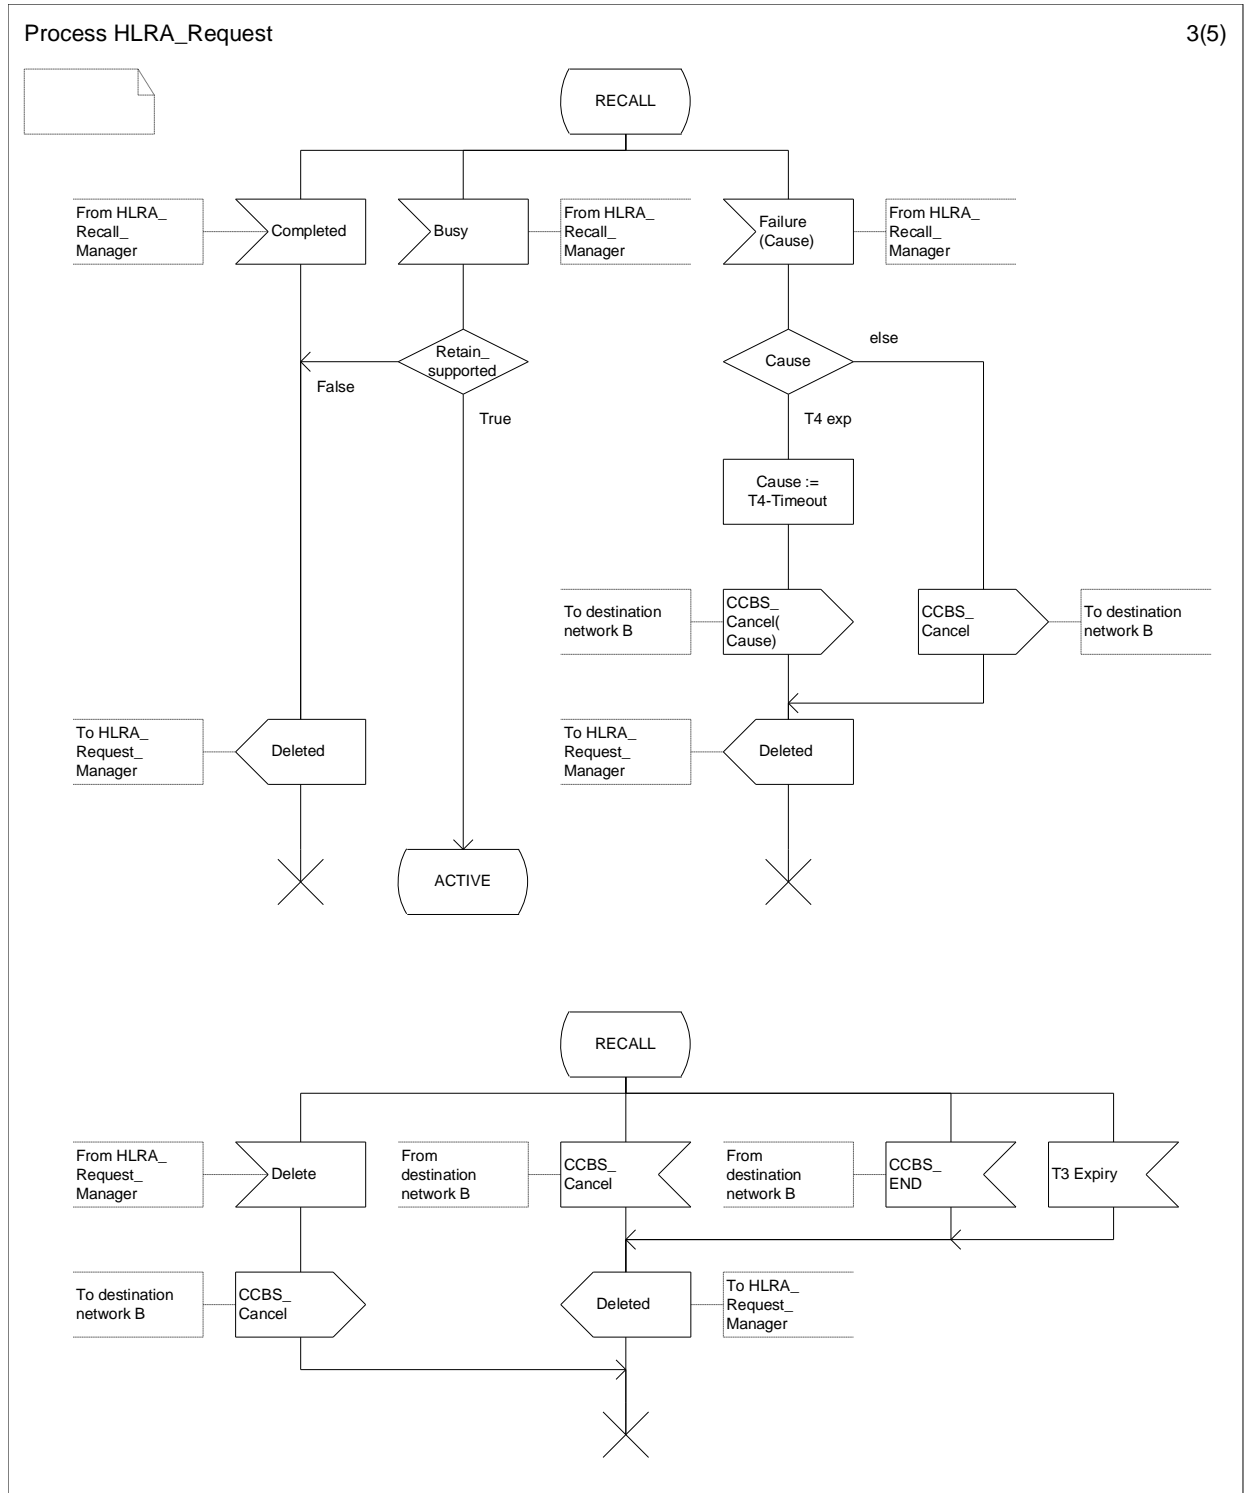 Process HLRA_Request
3(5)
RECALL
From HLRA_
Recall_
Manager
Completed
Busy
From HLRA_
Recall_
Manager
Failure
(Cause)
From HLRA_
Recall_
Manager
Retain_
supported
False
True
Cause
else
T4 exp
Cause :=
T4-Timeout
To destination
network B
CCBS_
Cancel(
Cause)
CCBS_
Cancel
To destination
network B
To HLRA_
Request_
Manager
Deleted
To HLRA_
Request_
Manager
Deleted
ACTIVE
RECALL
From HLRA_
Request_
Manager
Delete
From
destination
network B
CCBS_
Cancel
From
destination
network B
CCBS_
END
T3 Expiry
To destination
network B
CCBS_
Cancel
Deleted
To HLRA_
Request_
Manager